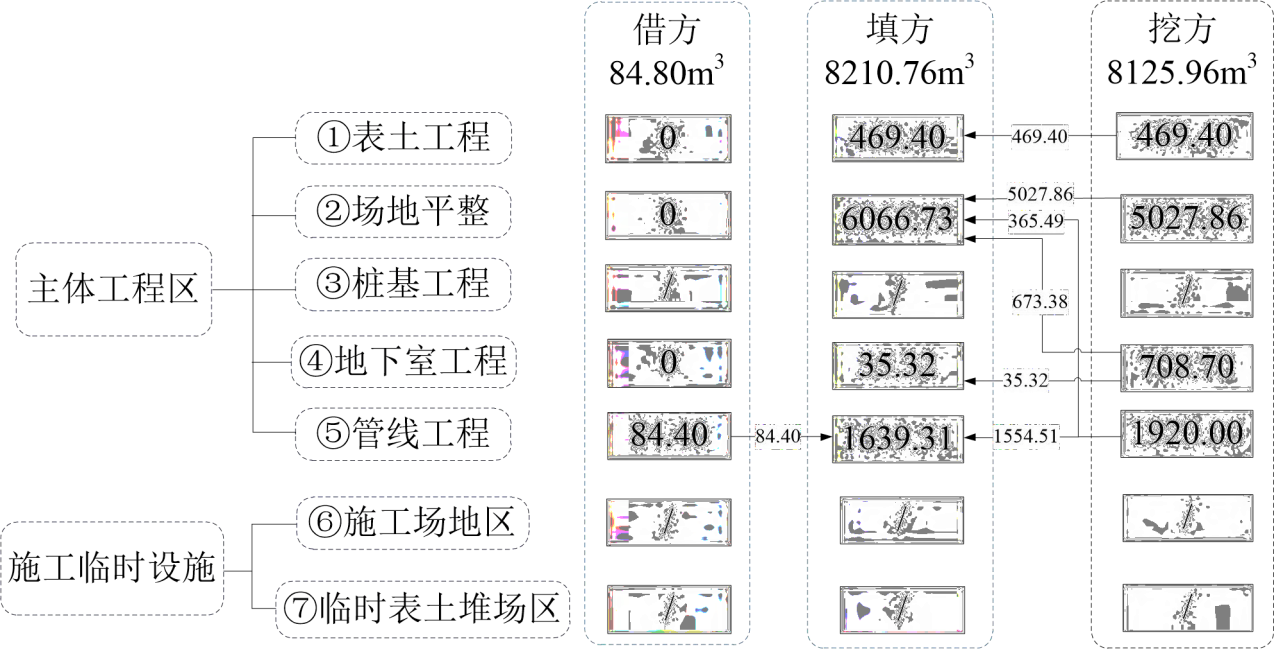 借方
84.80m³
填方
8210.76m³
挖方
8125.96m³
①表土工程
0
469.40
469.40
469.40
②场地平整
0
6066.73
5027.86
365.49
5027.86
主体工程区
③桩基工程
/
/
673.38
/
④地下室工程
0
35.32
35.32
708.70
⑤管线工程
84.40
84.40
1639.31
1554.51
1920.00
⑥施工场地区
/
/
/
施工临时设施
⑦临时表土堆场区
/
/
/